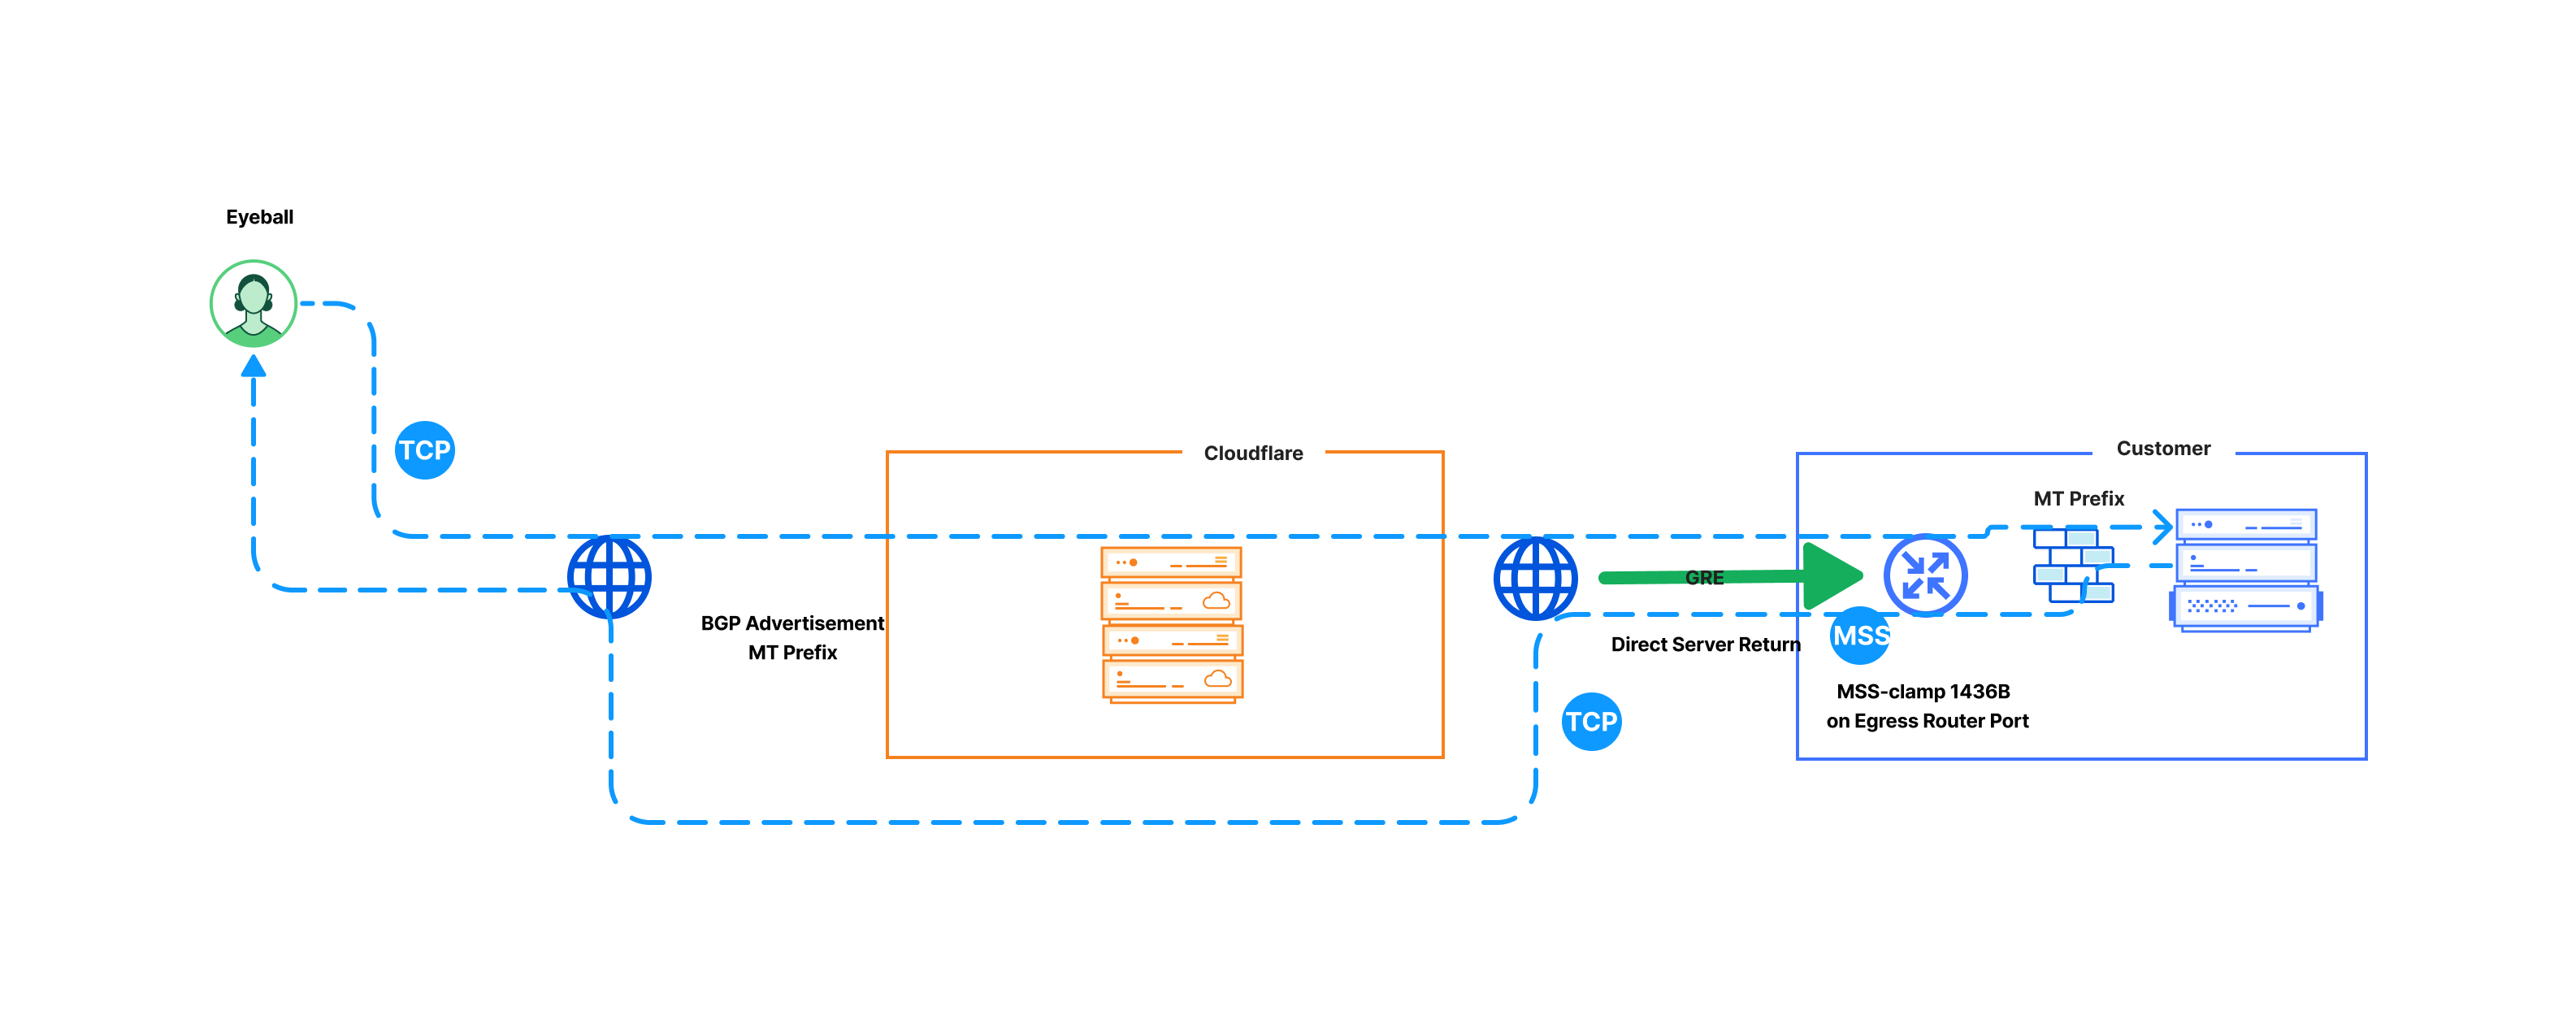 Eyeball
TCP
Cloudflare
Customer
MT Prefix
GRE
BGP Advertisement
MT Prefix
Direct Server Return
MSS
MSS-clamp 1436B
on Egress Router Port
TCP